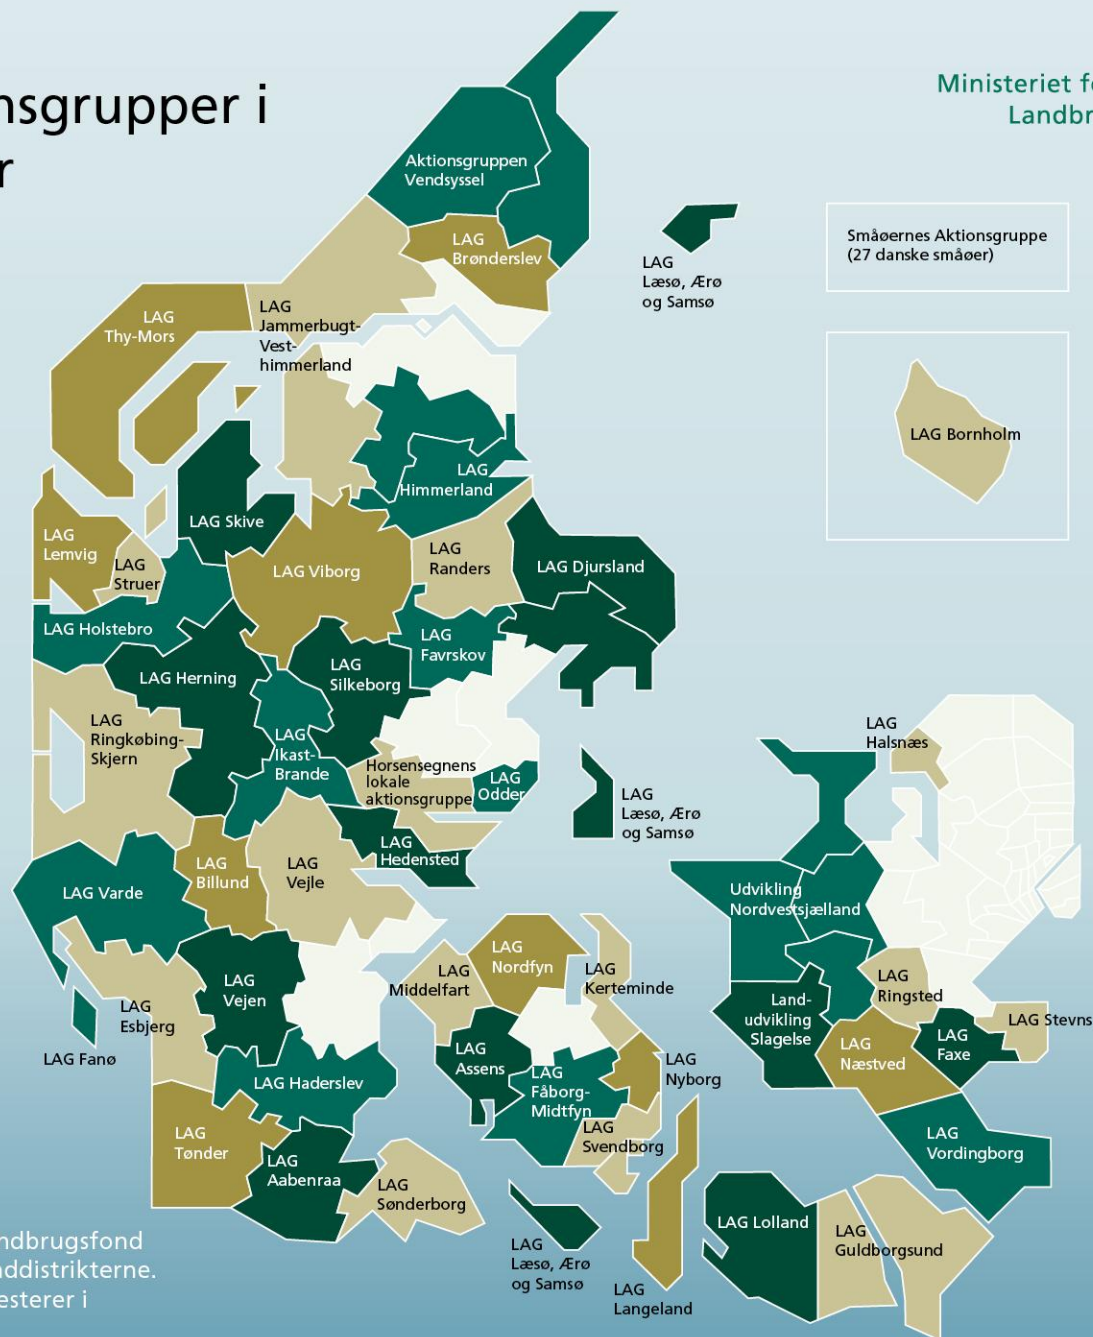 nsgrupper i
r
Ministeriet fo
Landbr
Aktionsgruppen
Vendsyssel
LAG
Brønderslev
LAG
Læsø, Ærø
og Samsø
Småøernes Aktionsgruppe
(27 danske småøer)
LAG
Thy-Mors
LAG
Jammerbugt-
Vest-
himmerland
LAG Bornholm
LAG
Himmerland
LAG Skive
LAG
Lemvig
LAG
Struer
LAG Viborg
LAG
Randers
LAG Djursland
LAG Holstebro
LAG
Favrskov
LAG Herning
LAG
Silkeborg
LAG
Ringkøbing-
Skjern
LAG
Ikast-
Brande
Horsensegnens
lokale
aktionsgruppe
LAG
Odder
LAG
Læsø, Ærø
og Samsø
LAG
Halsnæs
LAG
Hedensted
LAG Varde
LAG
Billund
LAG
Vejle
Udvikling
Nordvestsjælland
LAG
Vejen
LAG
Middelfart
LAG
Nordfyn
LAG
Kerteminde
LAG
Ringsted
LAG
Esbjerg
LAG Fanø
Land-
udvikling
Slagelse
LAG Stevns
LAG
Næstved
LAG
Faxe
LAG
Assens
LAG
Fåborg-
Midtfyn
LAG
Nyborg
LAG Haderslev
LAG
Svendborg
LAG
Tønder
LAG
Aabenraa
LAG
Sønderborg
LAG
Vordingborg
LAG
Læsø, Ærø
og Samsø
LAG
Langeland
LAG Lolland
LAG
Guldborgsund
ndbrugsfond
nddistrikterne.
esterer i